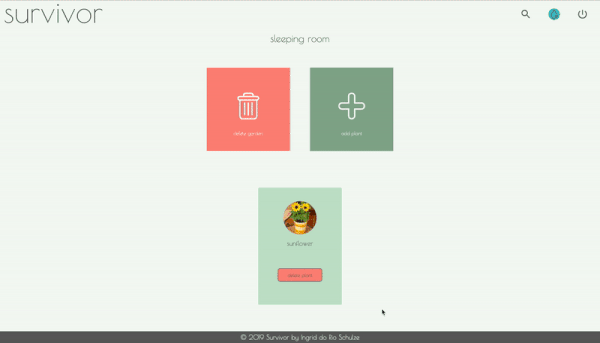 survivor
sleeping room
delete garden
add plant
sunflower
delete plant
© 2019 Survivor by Ingrid do Rio Schulze